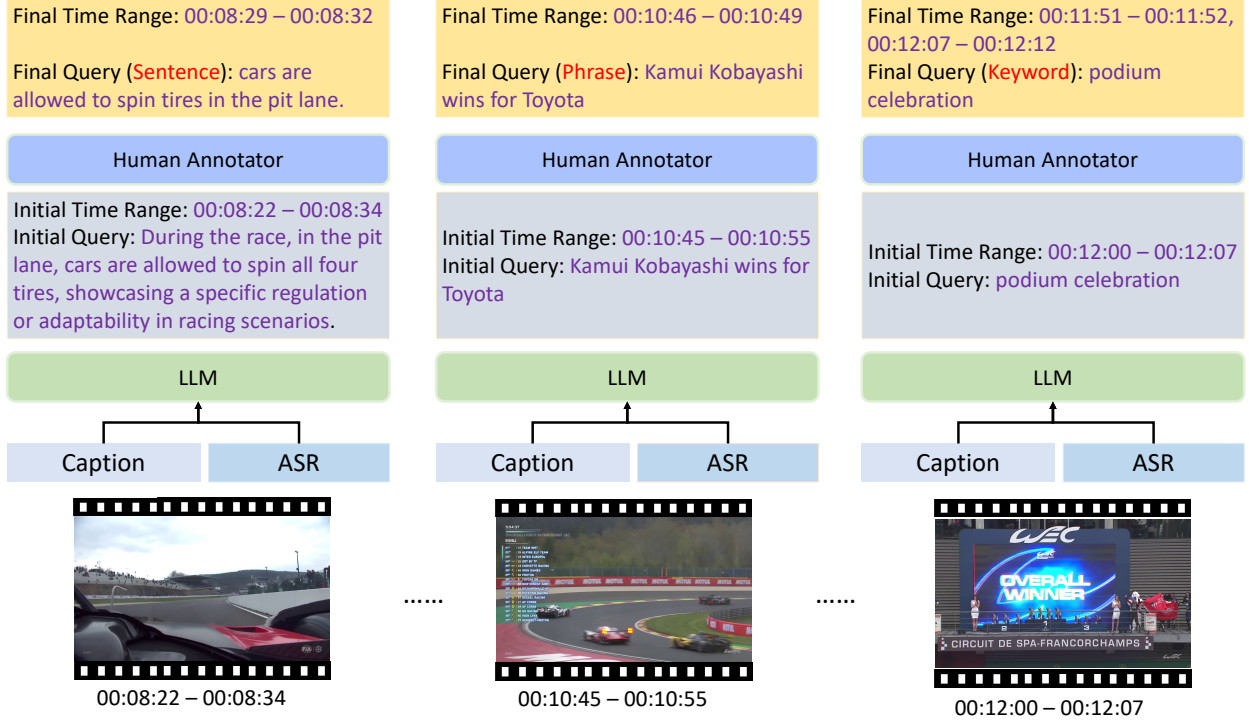 Final Time Range: 00:08:29 – 00:08:32
Final Query (Sentence): cars are
allowed to spin tires in the pit lane.
Human Annotator
Initial Time Range: 00:08:22 – 00:08:34
Initial Query: During the race, in the pit
lane, cars are allowed to spin all four
tires, showcasing a specific regulation
or adaptability in racing scenarios.
LLM
Caption
ASR
00:08:22 – 00:08:34
Final Time Range: 00:10:46 – 00:10:49
Final Query (Phrase): Kamui Kobayashi
wins for Toyota
Human Annotator
Initial Time Range: 00:10:45 – 00:10:55
Initial Query: Kamui Kobayashi wins for
Toyota
LLM
Caption
ASR
......
MOTUL MOTUL MOTUL
00:10:45 – 00:10:55
Final Time Range: 00:11:51 – 00:11:52,
00:12:07 – 00:12:12
Final Query (Keyword): podium
celebration
Human Annotator
Initial Time Range: 00:12:00 – 00:12:07
Initial Query: podium celebration
LLM
Caption
ASR
......
WEC
OVERALL
WINNER
2 1 3
CIRCUIT DE SPA-FRANCORCHAMPS
00:12:00 – 00:12:07